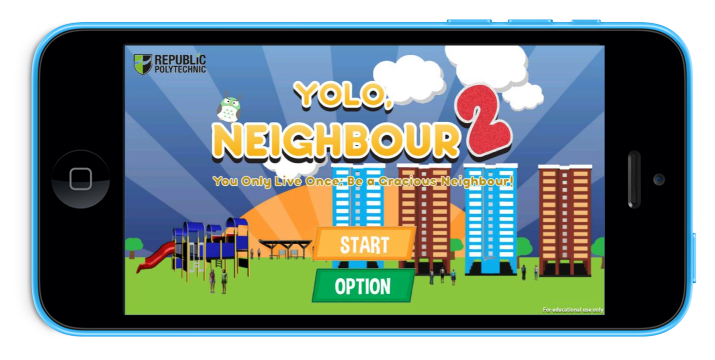 REPUBLIC
POLYTECHNIC
YOLO,
NEIGHBOUR 2
You Only Live Once: Be a Gracious Neighbour!
START
OPTION
For educational use only